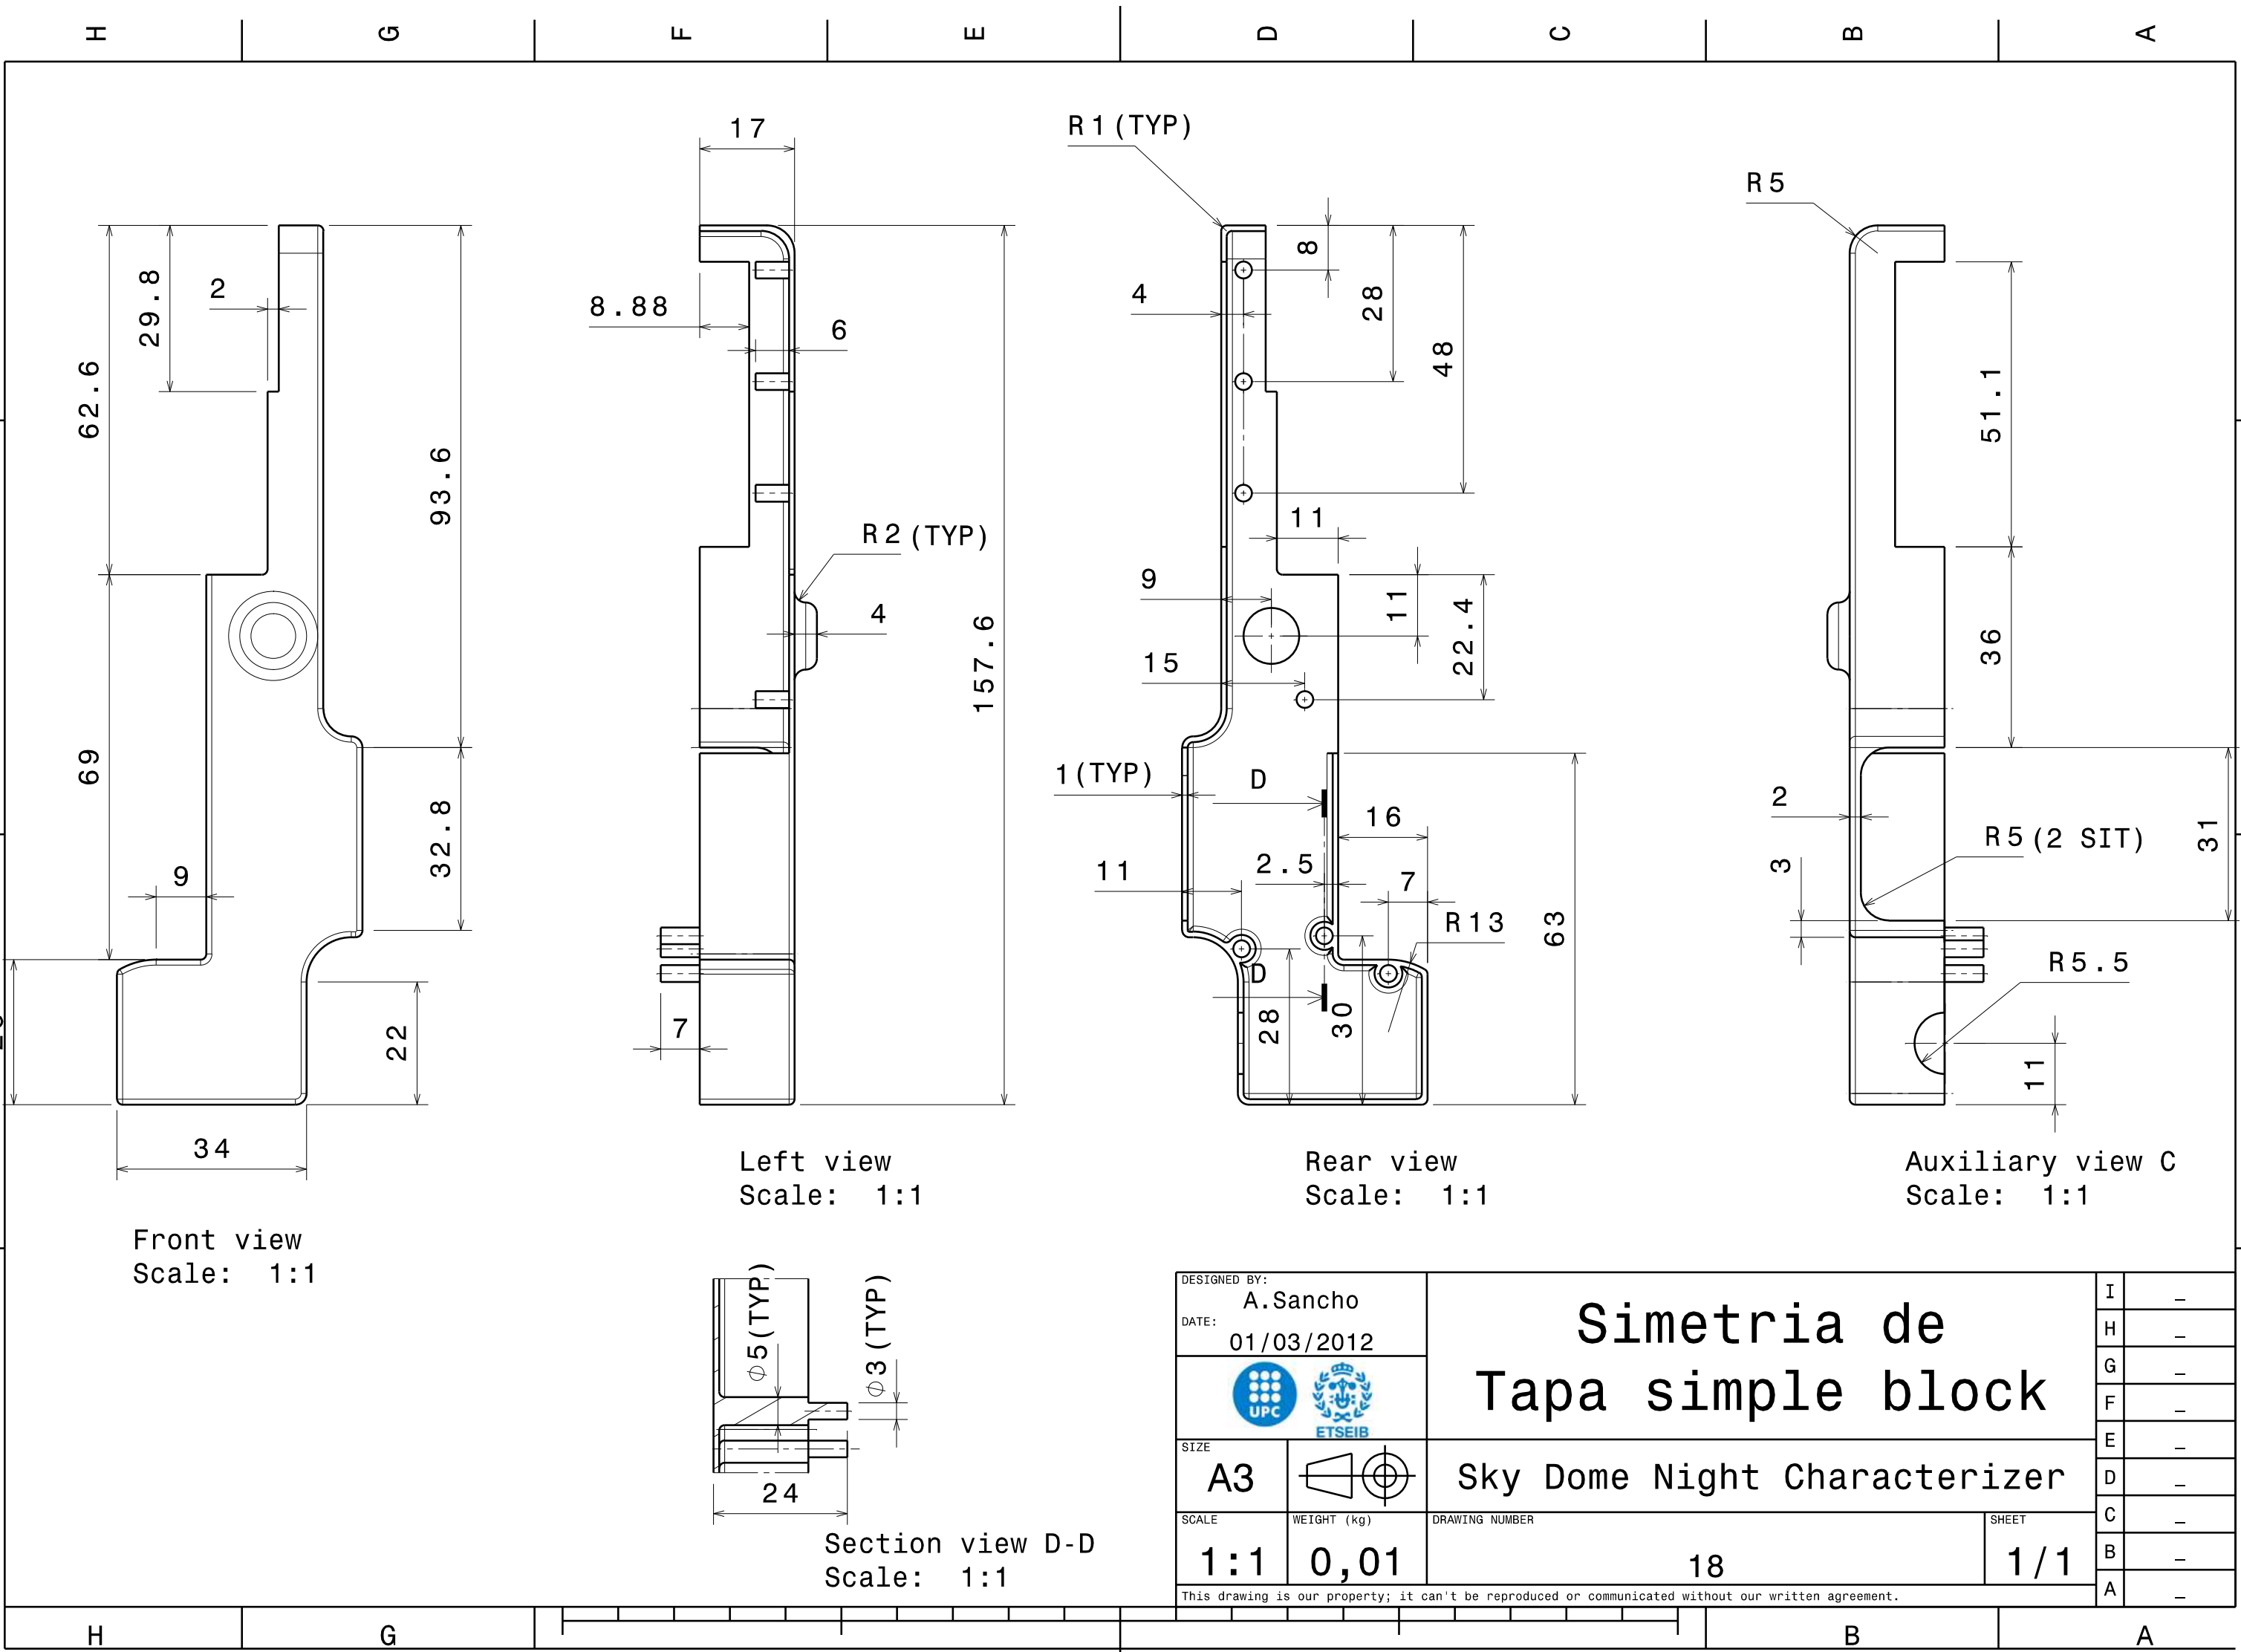 H G F E D C B A
17
R1(TYP)
R5
62.6
29.8
2
93.6
69
9
32.8
22
34
Front view
Scale: 1:1
8.88
6
R2(TYP)
4
157.6
7
Left view
Scale: 1:1
8
28
48
4
11
9
11
22.4
15
1(TYP)
D
16
11
2.5
7
R13
63
D
28
30
Rear view
Scale: 1:1
51.1
36
2
R5(2 SIT)
31
3
R5.5
11
Auxiliary view C
Scale: 1:1
⌀5(TYP)
⌀3(TYP)
24
Section view D-D
Scale: 1:1
DESIGNED BY:
A.Sancho
DATE:
01/03/2012
UPC
ETSEIB
Simetria de
Tapa simple block
SIZE
A3
Sky Dome Night Characterizer
SCALE
1:1
WEIGHT (kg)
0,01
DRAWING NUMBER
18
SHEET
1/1
This drawing is our property; it can't be reproduced or communicated without our written agreement.
I _
H _
G _
F _
E _
D _
C _
B _
A _
H G B A